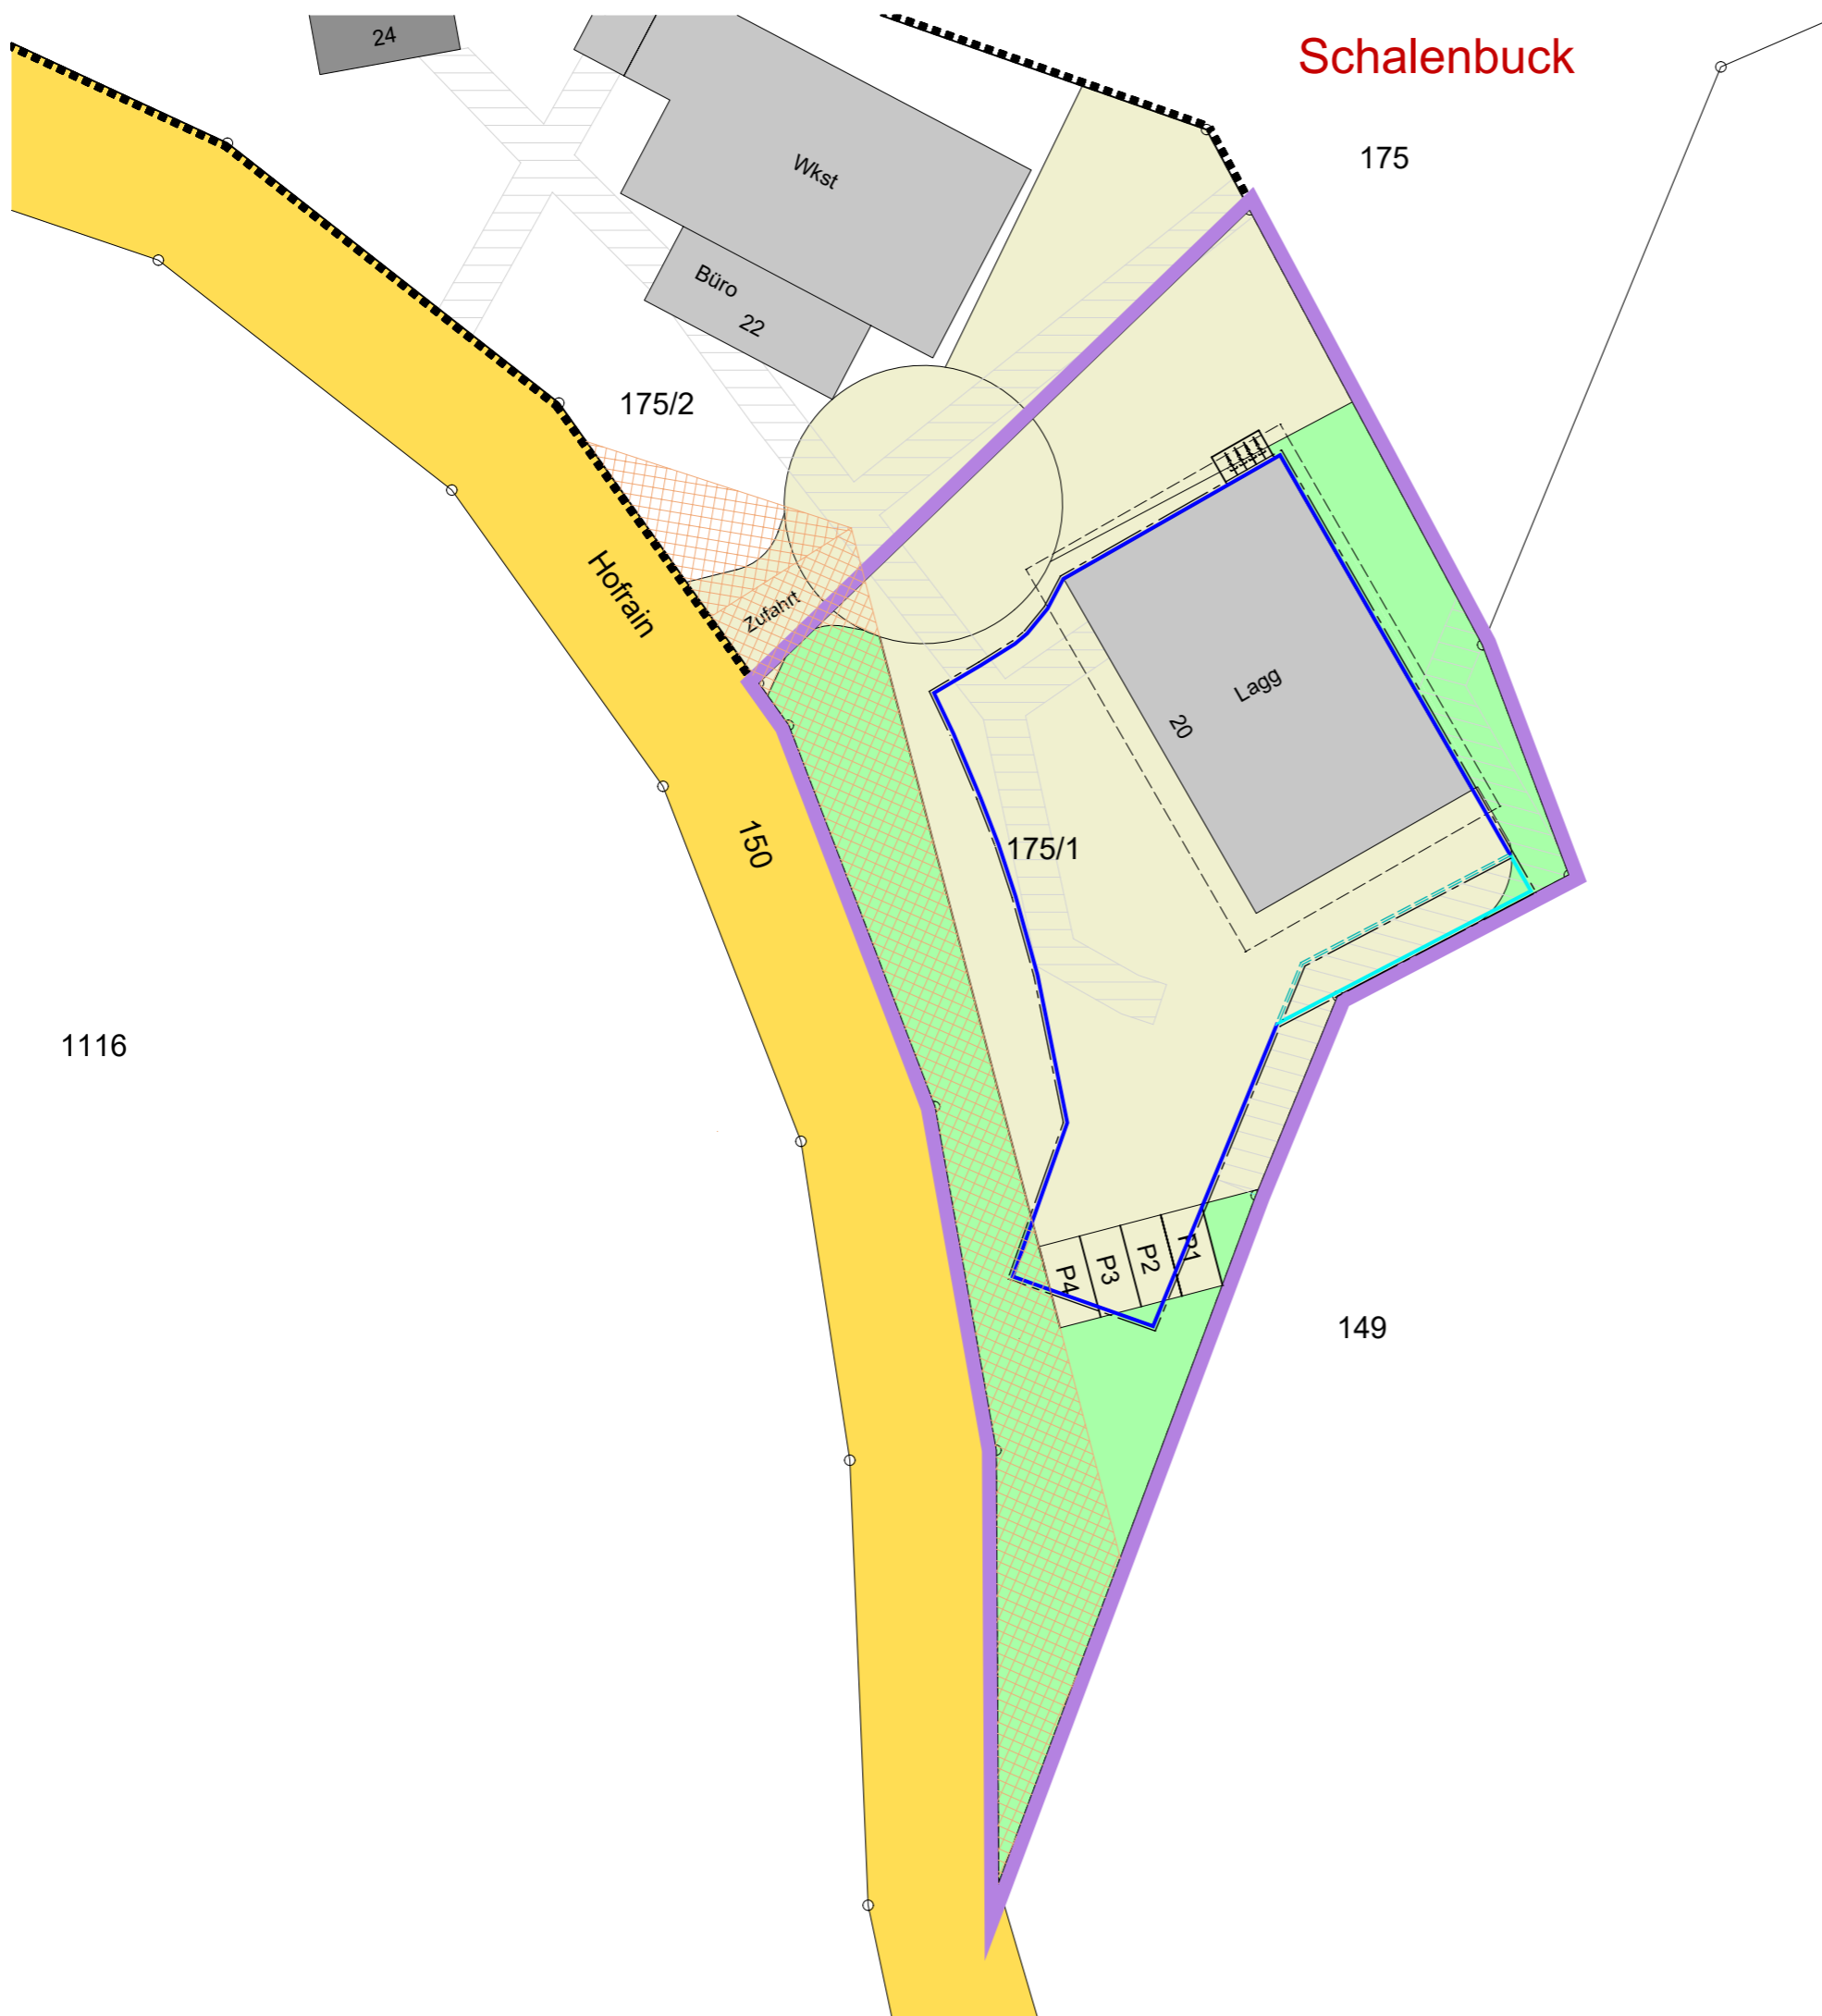 24
Schalenbuck
175
Wkst
Büro
22
175/2
Hofrain
Zufahrt
Lagg
20
150
175/1
1116
P1
P2
P3
P4
149